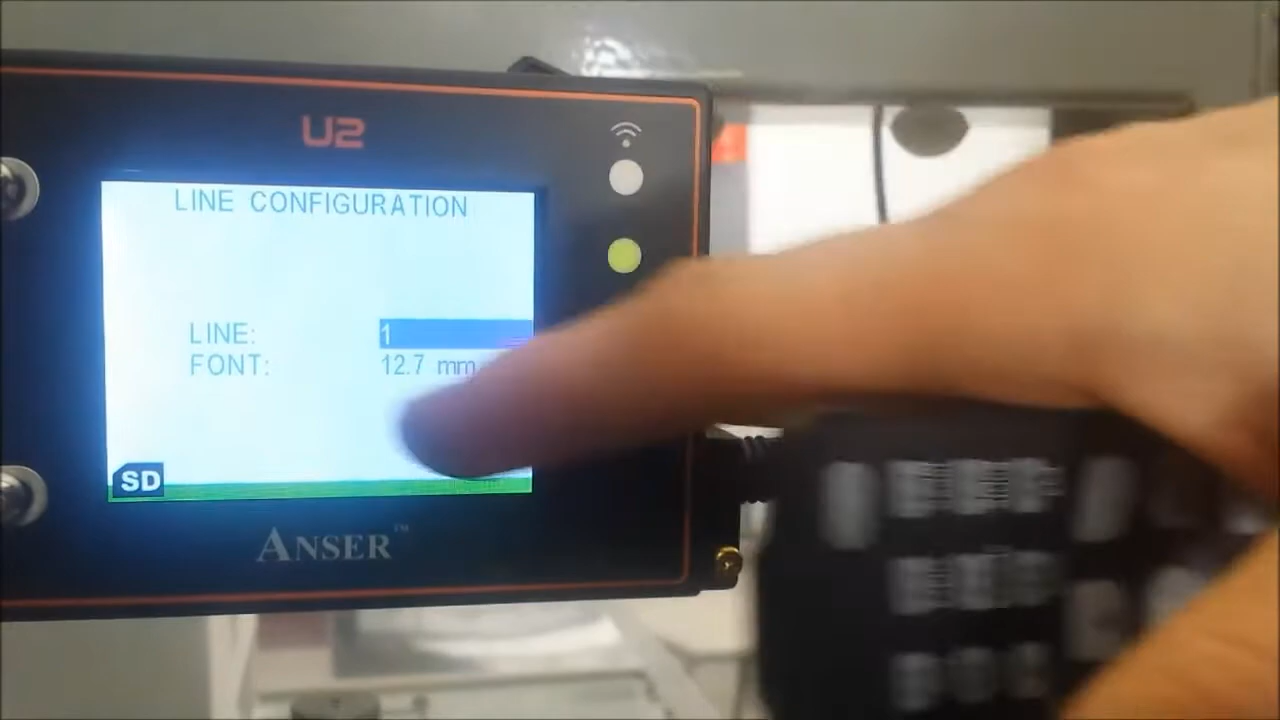 U2
LINE CONFIGURATION
LINE: 1
FONT: 12.7 mm
SD
ANSER™